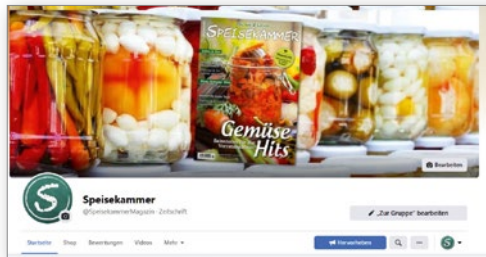 SPEISEKAMMER
Gemüse
Hits
Bearbeiten
S
Speisekammer
@SpeisekammerMagazin · Zeitschrift
„Zur Gruppe“ bearbeiten
Startseite Shop Bewertungen Videos Mehr
Hervorheben
S